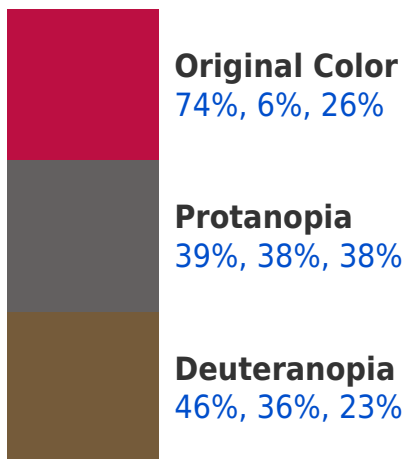 Original Color
74%, 6%, 26%
Protanopia
39%, 38%, 38%
Deuteranopia
46%, 36%, 23%